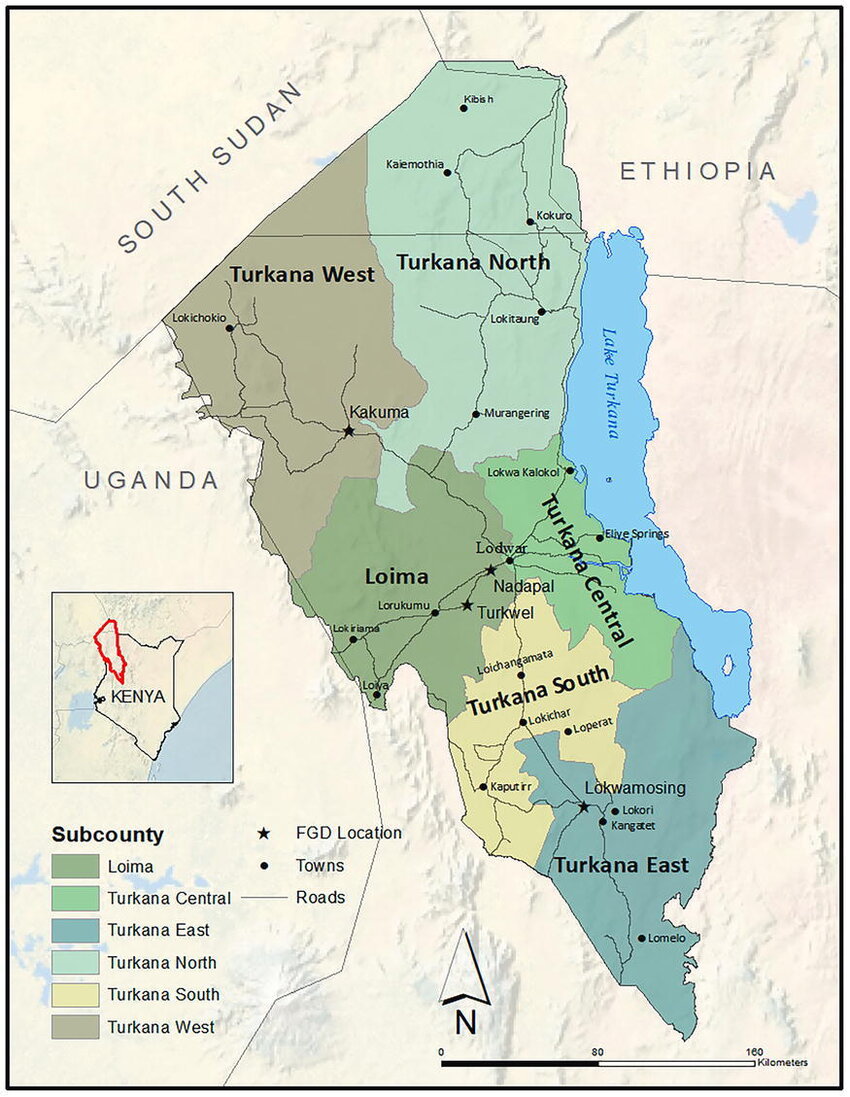 SOUTH SUDAN
ETHIOPIA
UGANDA
Kibish
Kaiemothia
Kokuro
Turkana West
Turkana North
Lokichokio
Lokitaung
Lake Turkana
Kakuma
Murangering
Lokwa Kalokol
Turkana Central
Eliye Springs
Lodwar
Loima
Nadapal
Lorukumu
Turkwel
Lokiriama
Loichangamata
Loiya
Turkana South
Lokichar
Loperat
Kaputirr
Lokwamosing
Lokori
Kangatet
Turkana East
Lomelo
KENYA
Subcounty
Loima
Turkana Central
Turkana East
Turkana North
Turkana South
Turkana West
FGD Location
Towns
Roads
N
0 80 160
Kilometers